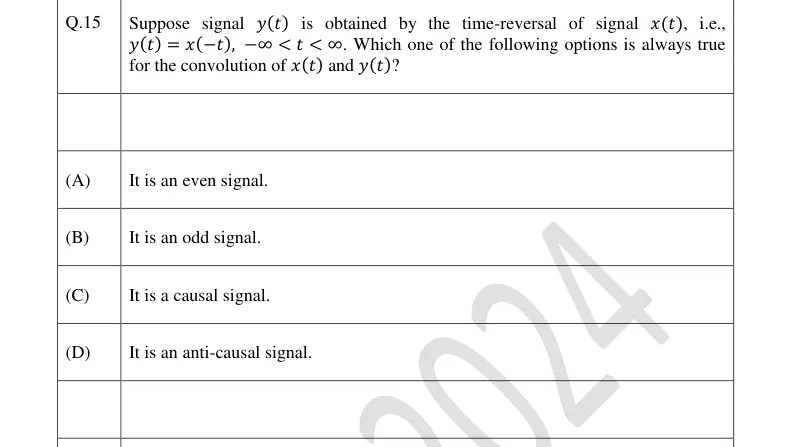 Q.15 Suppose signal 𝑦(𝑡) is obtained by the time-reversal of signal 𝑥(𝑡), i.e.,
𝑦(𝑡) = 𝑥(−𝑡), −∞ < 𝑡 < ∞. Which one of the following options is always true
for the convolution of 𝑥(𝑡) and 𝑦(𝑡)?
(A) It is an even signal.
(B) It is an odd signal.
(C) It is a causal signal.
(D) It is an anti-causal signal.
2024